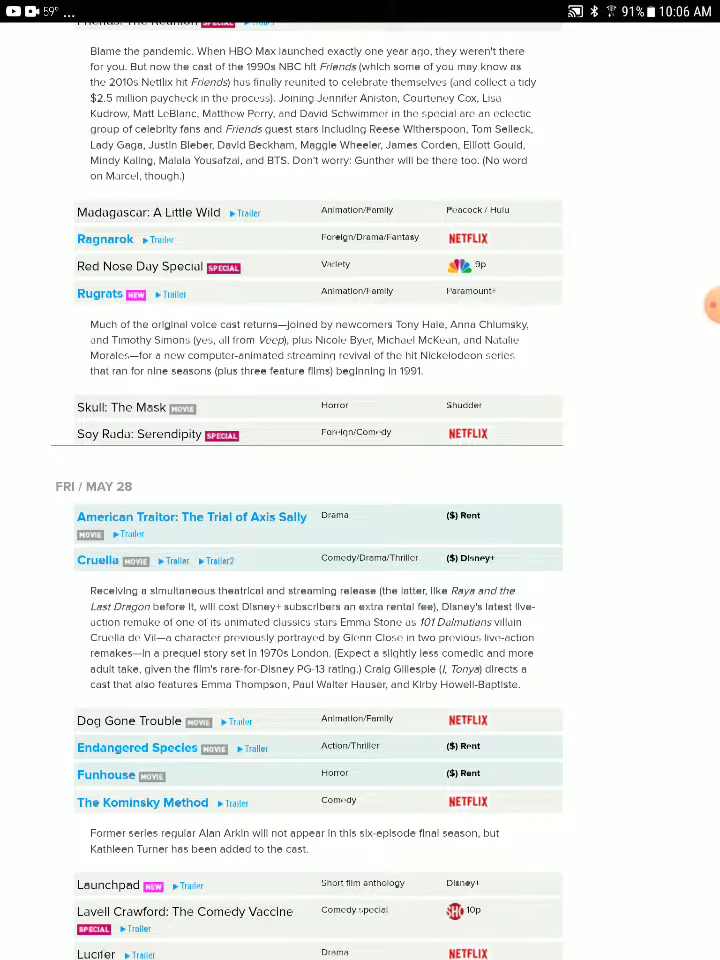 59° ... 91% 10:06 AM
Friends: The Reunion SPECIAL Trailer
Blame the pandemic. When HBO Max launched exactly one year ago, they weren't there
for you. But now the cast of the 1990s NBC hit Friends (which some of you may know as
the 2010s Netflix hit Friends) has finally reunited to celebrate themselves (and collect a tidy
$2.5 million paycheck in the process). Joining Jennifer Aniston, Courteney Cox, Lisa
Kudrow, Matt LeBlanc, Matthew Perry, and David Schwimmer in the special are an eclectic
group of celebrity fans and Friends guest stars including Reese Witherspoon, Tom Selleck,
Lady Gaga, Justin Bieber, David Beckham, Maggie Wheeler, James Corden, Elliott Gould,
Mindy Kaling, Malala Yousafzai, and BTS. Don't worry: Gunther will be there too. (No word
on Marcel, though.)
Madagascar: A Little Wild Trailer Animation/Family Peacock / Hulu
Ragnarok Trailer Foreign/Drama/Fantasy NETFLIX
Red Nose Day Special SPECIAL Variety 9p
Rugrats NEW Trailer Animation/Family Paramount+
Much of the original voice cast returns—joined by newcomers Tony Hale, Anna Chlumsky,
and Timothy Simons (yes, all from Veep), plus Nicole Byer, Michael McKean, and Natalie
Morales—for a new computer-animated streaming revival of the hit Nickelodeon series
that ran for nine seasons (plus three feature films) beginning in 1991.
Skull: The Mask MOVIE Horror Shudder
Soy Rada: Serendipity SPECIAL Foreign/Comedy NETFLIX
FRI / MAY 28
American Traitor: The Trial of Axis Sally Drama ($) Rent
MOVIE Trailer
Cruella MOVIE Trailer Trailer2 Comedy/Drama/Thriller ($) Disney+
Receiving a simultaneous theatrical and streaming release (the latter, like Raya and the
Last Dragon before it, will cost Disney+ subscribers an extra rental fee), Disney's latest live-
action remake of one of its animated classics stars Emma Stone as 101 Dalmatians villain
Cruella de Vil—a character previously portrayed by Glenn Close in two previous live-action
remakes—in a prequel story set in 1970s London. (Expect a slightly less comedic and more
adult take, given the film's rare-for-Disney PG-13 rating.) Craig Gillespie (I, Tonya) directs a
cast that also features Emma Thompson, Paul Walter Hauser, and Kirby Howell-Baptiste.
Dog Gone Trouble MOVIE Trailer Animation/Family NETFLIX
Endangered Species MOVIE Trailer Action/Thriller ($) Rent
Funhouse MOVIE Horror ($) Rent
The Kominsky Method Trailer Comedy NETFLIX
Former series regular Alan Arkin will not appear in this six-episode final season, but
Kathleen Turner has been added to the cast.
Launchpad NEW Trailer Short film anthology Disney+
Lavell Crawford: The Comedy Vaccine Comedy special SHO 10p
SPECIAL Trailer
Lucifer Trailer Drama NETFLIX